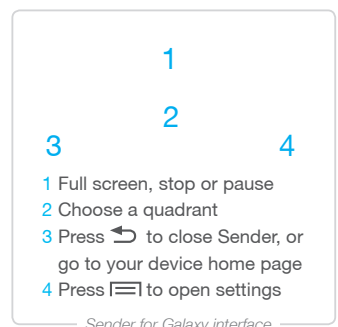 1
2
3 4
1 Full screen, stop or pause
2 Choose a quadrant
3 Press to close Sender, or
go to your device home page
4 Press to open settings
Sender for Galaxy interface